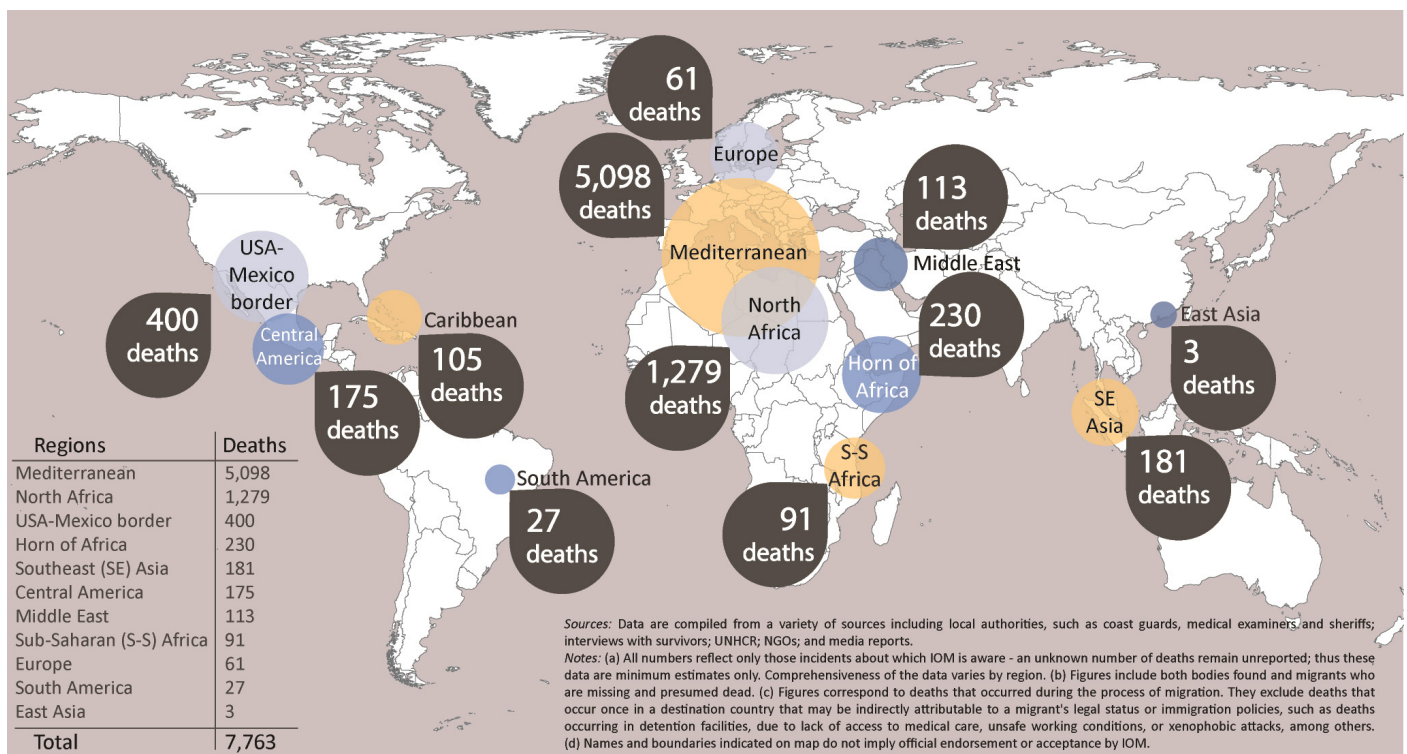 61
deaths
Europe
5,098
deaths
113
deaths
Mediterranean
Middle East
USA-
Mexico
border
North
Africa
400
deaths
Central
America
Caribbean
105
deaths
230
deaths
East Asia
3
deaths
1,279
deaths
Horn of
Africa
175
deaths
SE
Asia
181
deaths
S-S
Africa
South America
27
deaths
91
deaths
Regions Deaths
Mediterranean 5,098
North Africa 1,279
USA-Mexico border 400
Horn of Africa 230
Southeast (SE) Asia 181
Central America 175
Middle East 113
Sub-Saharan (S-S) Africa 91
Europe 61
South America 27
East Asia 3
Total 7,763
Sources: Data are compiled from a variety of sources including local authorities, such as coast guards, medical examiners and sheriffs;
interviews with survivors; UNHCR; NGOs; and media reports.
Notes: (a) All numbers reflect only those incidents about which IOM is aware - an unknown number of deaths remain unreported; thus these
data are minimum estimates only. Comprehensiveness of the data varies by region. (b) Figures include both bodies found and migrants who
are missing and presumed dead. (c) Figures correspond to deaths that occurred during the process of migration. They exclude deaths that
occur once in a destination country that may be indirectly attributable to a migrant's legal status or immigration policies, such as deaths
occurring in detention facilities, due to lack of access to medical care, unsafe working conditions, or xenophobic attacks, among others.
(d) Names and boundaries indicated on map do not imply official endorsement or acceptance by IOM.